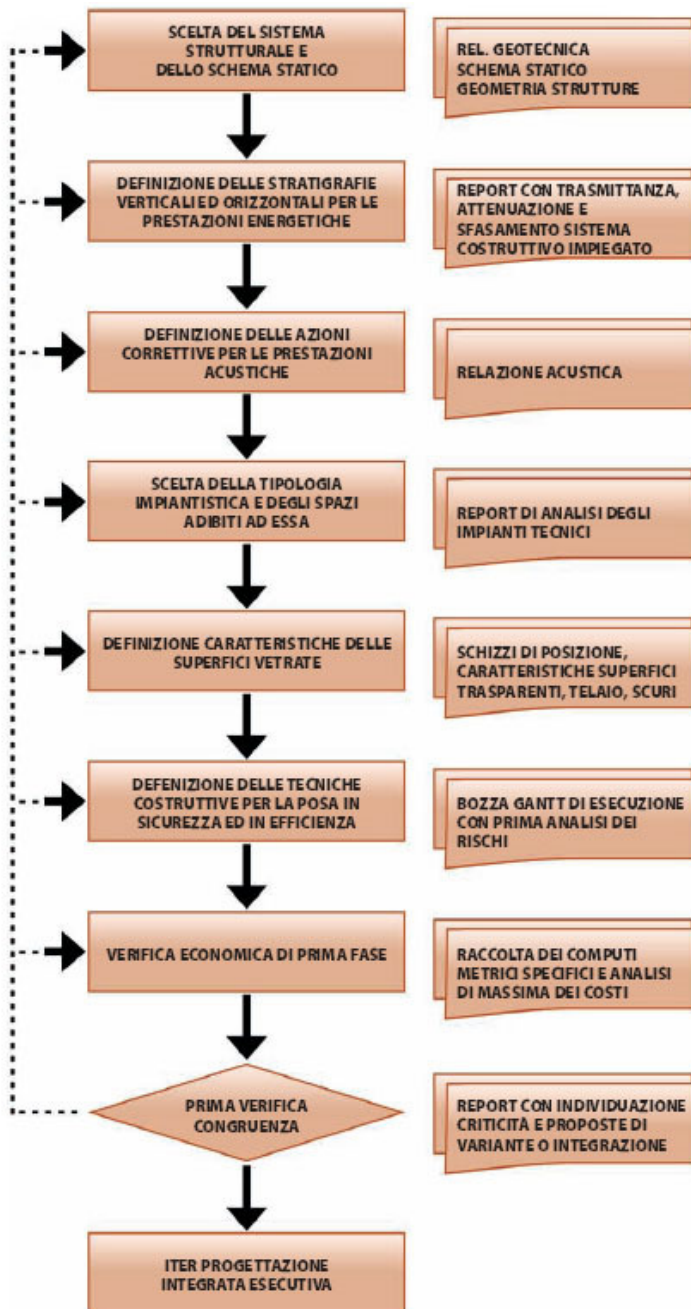 SCELTA DEL SISTEMA
STRUTTURALE E
DELLO SCHEMA STATICO
REL. GEOTECNICA
SCHEMA STATICO
GEOMETRIA STRUTTURE
DEFINIZIONE DELLE STRATIGRAFIE
VERTICALI ED ORIZZONTALI PER LE
PRESTAZIONI ENERGETICHE
REPORT CON TRASMITTANZA,
ATTENUAZIONE E
SFASAMENTO SISTEMA
COSTRUTTIVO IMPIEGATO
DEFINIZIONE DELLE AZIONI
CORRETTIVE PER LE PRESTAZIONI
ACUSTICHE
RELAZIONE ACUSTICA
SCELTA DELLA TIPOLOGIA
IMPIANTISTICA E DEGLI SPAZI
ADIBITI AD ESSA
REPORT DI ANALISI DEGLI
IMPIANTI TECNICI
DEFINIZIONE CARATTERISTICHE DELLE
SUPERFICI VETRATE
SCHIZZI DI POSIZIONE,
CARATTERISTICHE SUPERFICI
TRASPARENTI, TELAIO, SCURI
DEFENIZIONE DELLE TECNICHE
COSTRUTTIVE PER LA POSA IN
SICUREZZA ED IN EFFICIENZA
BOZZA GANTT DI ESECUZIONE
CON PRIMA ANALISI DEI
RISCHI
VERIFICA ECONOMICA DI PRIMA FASE
RACCOLTA DEI COMPUTI
METRICI SPECIFICI E ANALISI
DI MASSIMA DEI COSTI
PRIMA VERIFICA
CONGRUENZA
REPORT CON INDIVIDUAZIONE
CRITICITÀ E PROPOSTE DI
VARIANTE O INTEGRAZIONE
ITER PROGETTAZIONE
INTEGRATA ESECUTIVA